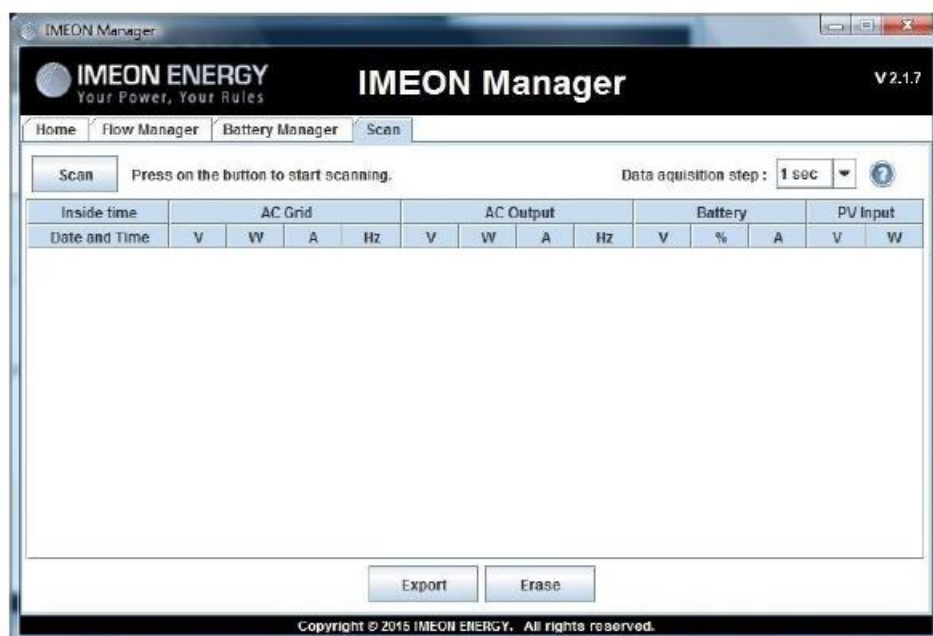 IMEON Manager
IMEON ENERGY
Your Power, Your Rules
IMEON Manager
V 2.1.7
Home Flow Manager Battery Manager Scan
Scan Press on the button to start scanning. Data aquisition step : 1 sec
Inside time AC Grid AC Output Battery PV Input
Date and Time V W A Hz V W A Hz V % A V W
Export Erase
Copyright © 2015 IMEON ENERGY. All rights reserved.